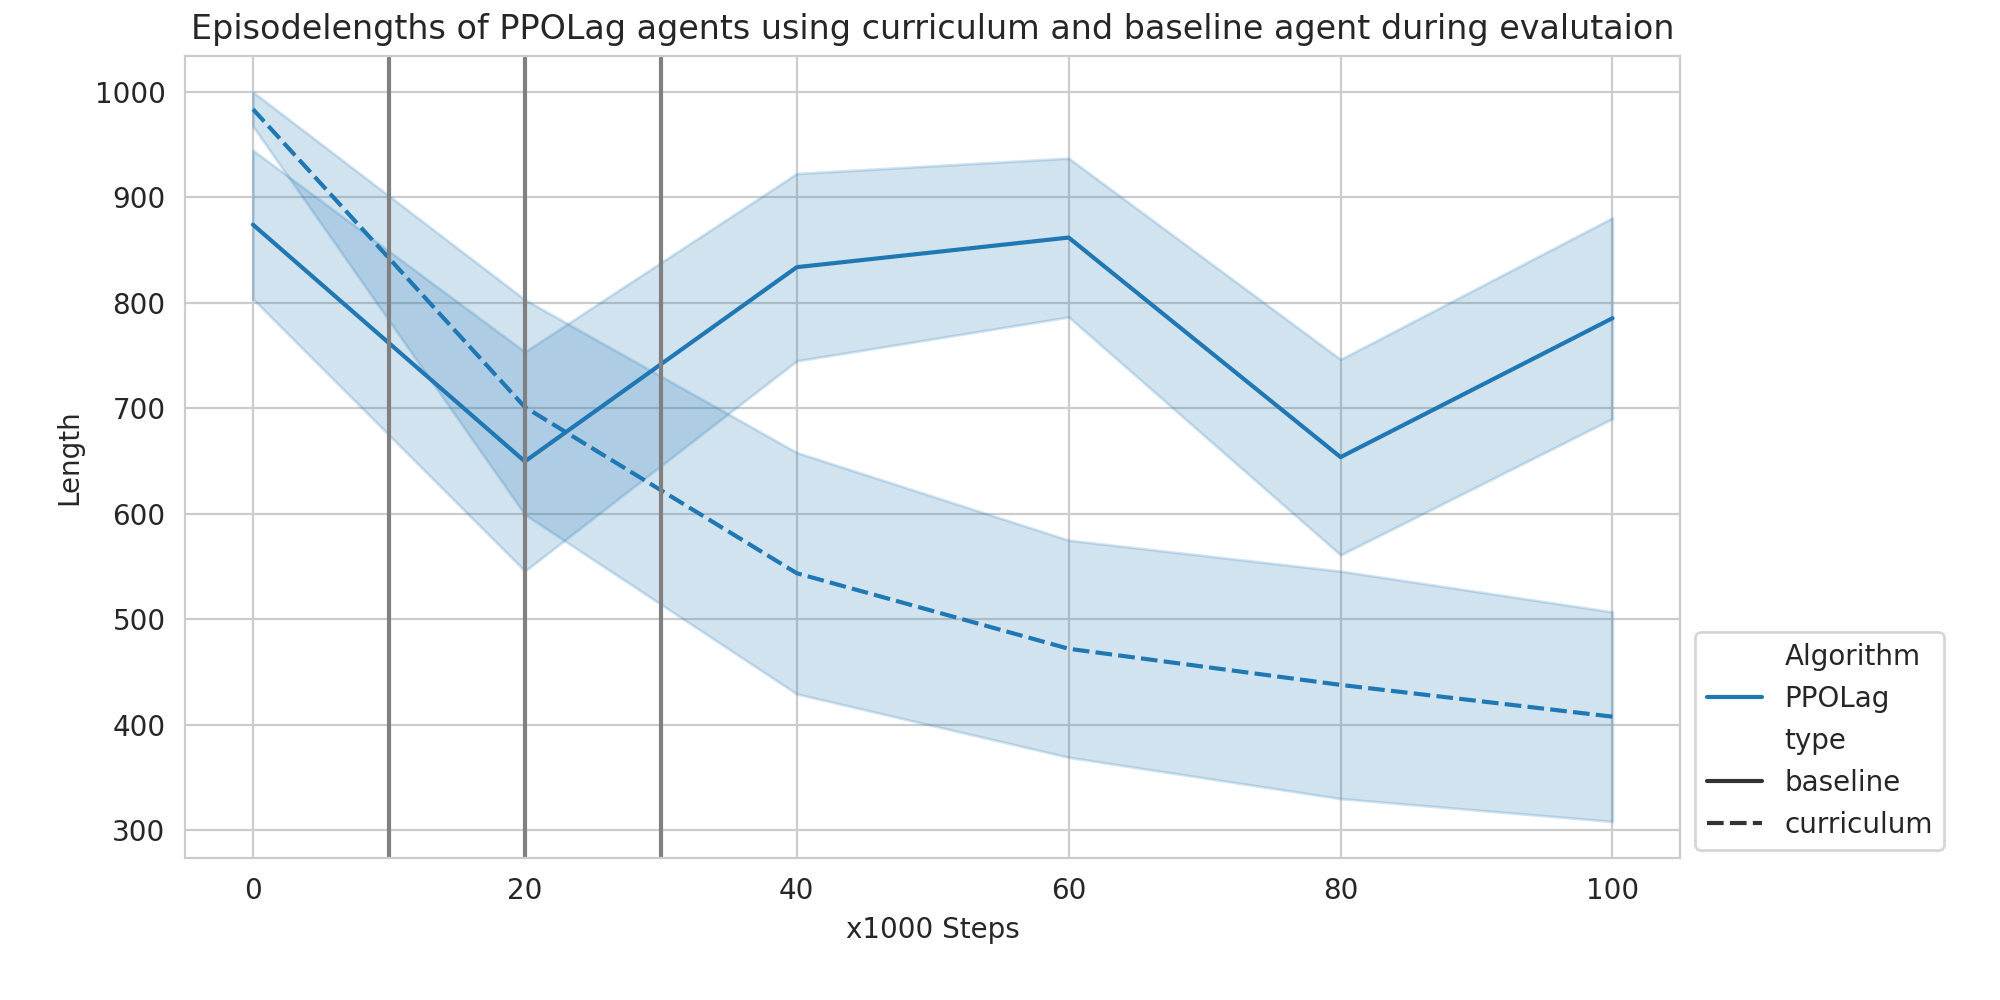 Episodelengths of PPOLag agents using curriculum and baseline agent during evalutaion
1000
900
800
700
600
500
400
300
Length
0 20 40 60 80 100
x1000 Steps
Algorithm
PPOLag
type
baseline
curriculum